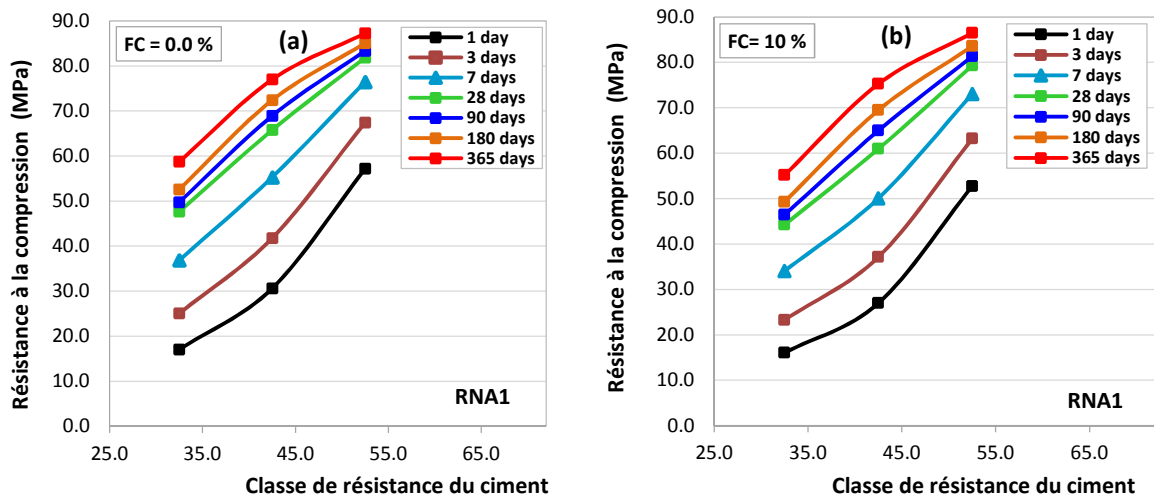 Résistance à la compression (MPa)
90.0
80.0
70.0
60.0
50.0
40.0
30.0
20.0
10.0
0.0
FC = 0.0 %
(a)
1 day
3 days
7 days
28 days
90 days
180 days
365 days
RNA1
25.0 35.0 45.0 55.0 65.0
Classe de résistance du ciment
Résistance à la compression (MPa)
90.0
80.0
70.0
60.0
50.0
40.0
30.0
20.0
10.0
0.0
FC= 10 %
(b)
1 day
3 days
7 days
28 days
90 days
180 days
365 days
RNA1
25.0 35.0 45.0 55.0 65.0
Classe de résistance du ciment